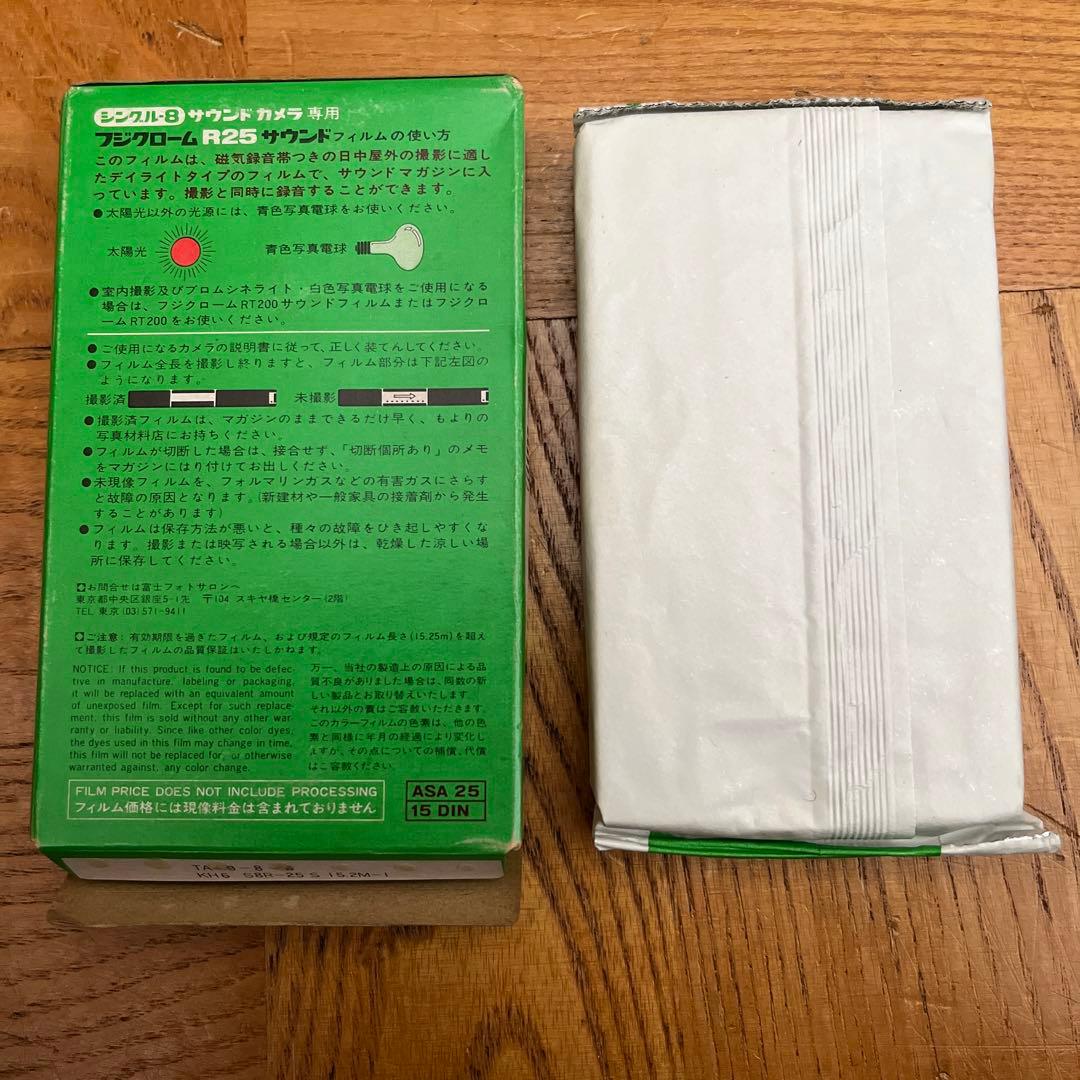 シングル-8 サウンドカメラ専用
フジクローム R25 サウンドフィルムの使い方
このフィルムは、磁気録音帯つきの日中屋外の撮影に適し
たデイライトタイプのフィルムで、サウンドマガジンに入
っています。撮影と同時に録音することができます。
●太陽光以外の光源には、青色写真電球をお使いください。
太陽光 青色写真電球
●室内撮影及びプロムシネライト・白色写真電球をご使用になる
場合は、フジクロームRT200サウンドフィルムまたはフジク
ロームRT200をお使いください。
●ご使用になるカメラの説明書に従って、正しく装てんしてください。
●フィルム全長を撮影し終りますと、フィルム部分は下記左図の
ようになります。
撮影済 未撮影
●撮影済フィルムは、マガジンのままできるだけ早く、もよりの
写真材料店にお持ちください。
●フィルムが切断した場合は、接合せず、「切断個所あり」のメモ
をマガジンにはり付けてお出しください。
●未現像フィルムを、フォルマリンガスなどの有害ガスにさらす
と故障の原因となります。(新建材や一般家具の接着剤から発生
することがあります)
●フィルムは保存方法が悪いと、種々の故障をひき起しやすくな
ります。撮影または映写される場合以外は、乾燥した涼しい場
所に保存してください。
お問合せは富士フォトサロンへ
東京都中央区銀座5-1先 〒104 スキヤ橋センター(2階)
TEL 東京(03)571-9411
ご注意:有効期限を過ぎたフィルム、および規定のフィルム長さ(15.25m)を超え
て撮影したフィルムの品質保証はいたしかねます。
NOTICE: If this product is found to be defec-
tive in manufacture, labeling or packaging,
it will be replaced with an equivalent amount
of unexposed film. Except for such replace-
ment, this film is sold without any other war-
ranty or liability. Since like other color dyes,
the dyes used in this film may change in time,
this film will not be replaced for, or otherwise
warranted against, any color change.
万一、当社の製造上の原因による品
質不良がありました場合は、同数の新
しい製品とお取り替えいたします。
それ以外の責はご容赦いただきます。
このカラーフィルムの色素は、他の色
素と同様に年月の経過により変化し
ますが、その点についての補償、代償
はご容赦ください。
FILM PRICE DOES NOT INCLUDE PROCESSING
フィルム価格には現像料金は含まれておりません
ASA 25
15 DIN
KH6 S8R-25 S 15.2M-1